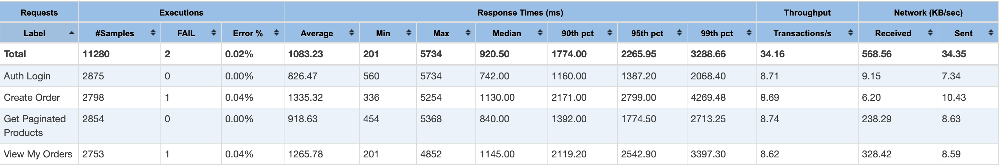 Requests Executions Response Times (ms) Throughput Network (KB/sec)
Label #Samples FAIL Error % Average Min Max Median 90th pct 95th pct 99th pct Transactions/s Received Sent
Total 11280 2 0.02% 1083.23 201 5734 920.50 1774.00 2265.95 3288.66 34.16 568.56 34.35
Auth Login 2875 0 0.00% 826.47 560 5734 742.00 1160.00 1387.20 2068.40 8.71 9.15 7.34
Create Order 2798 1 0.04% 1335.32 336 5254 1130.00 2171.00 2799.00 4269.48 8.69 6.20 10.43
Get Paginated 2854 0 0.00% 918.63 454 5368 840.00 1392.00 1774.50 2713.25 8.74 238.29 8.63
Products
View My Orders 2753 1 0.04% 1265.78 201 4852 1145.00 2119.20 2542.90 3397.30 8.62 328.42 8.59